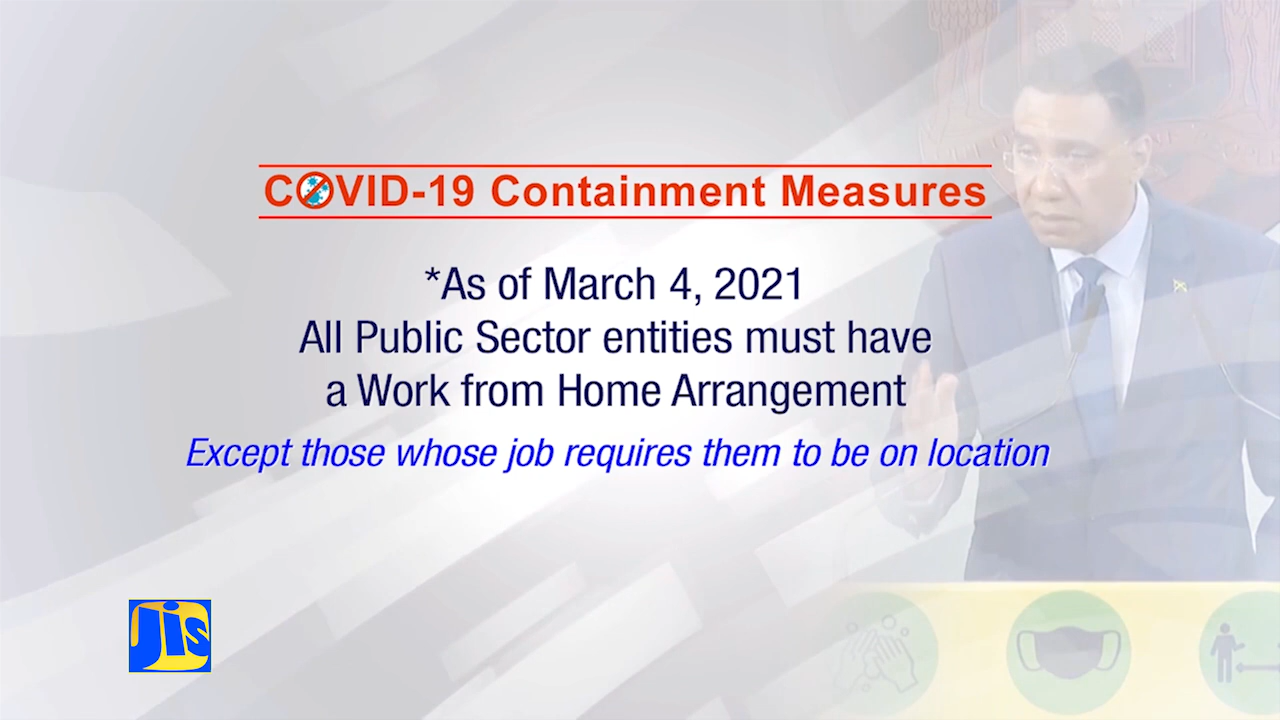 COVID-19 Containment Measures
*As of March 4, 2021
All Public Sector entities must have
a Work from Home Arrangement
Except those whose job requires them to be on location
jis